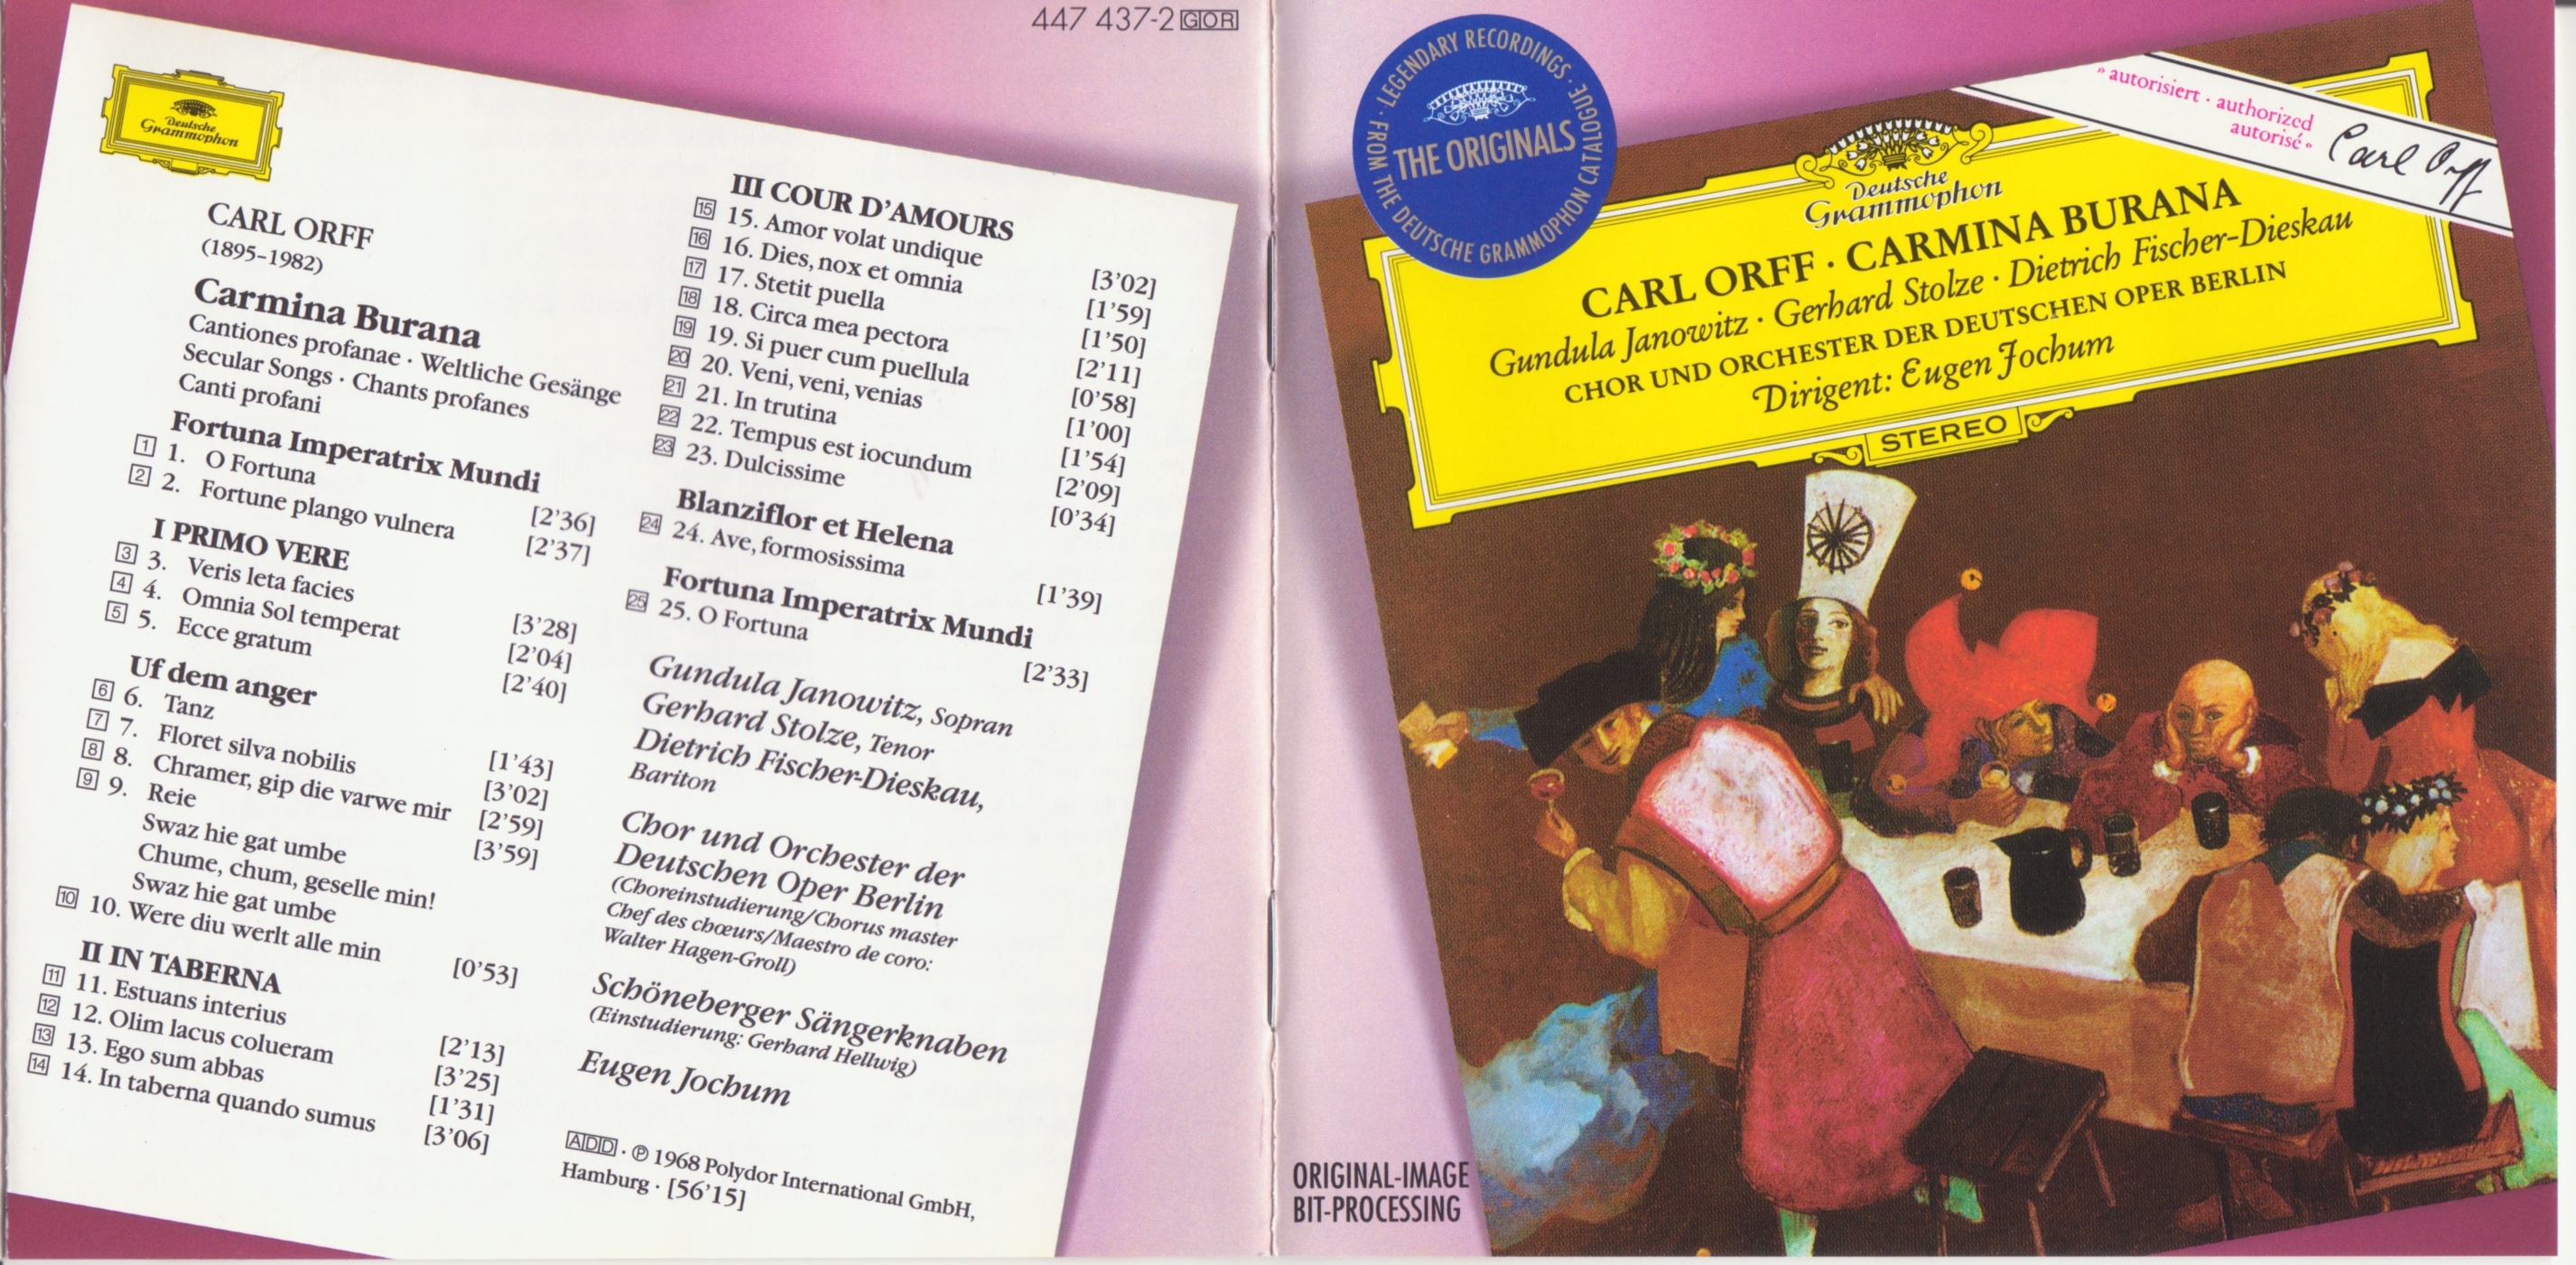 447 437-2 GOR
Deutsche
Grammophon
CARL ORFF
(1895–1982)
Carmina Burana
Cantiones profanae · Weltliche Gesänge
Secular Songs · Chants profanes
Canti profani
Fortuna Imperatrix Mundi
1 1. O Fortuna [2’36]
2 2. Fortune plango vulnera [2’37]
I PRIMO VERE
3 3. Veris leta facies [3’28]
4 4. Omnia Sol temperat [2’04]
5 5. Ecce gratum [2’40]
Uf dem anger
6 6. Tanz [1’43]
7 7. Floret silva nobilis [3’02]
8 8. Chramer, gip die varwe mir [2’59]
9 9. Reie [3’59]
Swaz hie gat umbe
Chume, chum, geselle min!
Swaz hie gat umbe
10 10. Were diu werlt alle min [0’53]
II IN TABERNA
11 11. Estuans interius [2’13]
12 12. Olim lacus colueram [3’25]
13 13. Ego sum abbas [1’31]
14 14. In taberna quando sumus [3’06]
III COUR D’AMOURS
15 15. Amor volat undique [3’02]
16 16. Dies, nox et omnia [1’59]
17 17. Stetit puella [1’50]
18 18. Circa mea pectora [2’11]
19 19. Si puer cum puellula [0’58]
20 20. Veni, veni, venias [1’00]
21 21. In trutina [1’54]
22 22. Tempus est iocundum [2’09]
23 23. Dulcissime [0’34]
Blanziflor et Helena
24 24. Ave, formosissima [1’39]
Fortuna Imperatrix Mundi
25 25. O Fortuna [2’33]
Gundula Janowitz, Sopran
Gerhard Stolze, Tenor
Dietrich Fischer-Dieskau,
Bariton
Chor und Orchester der
Deutschen Oper Berlin
(Choreinstudierung/Chorus master
Chef des chœurs/Maestro de coro:
Walter Hagen-Groll)
Schöneberger Sängerknaben
(Einstudierung: Gerhard Hellwig)
Eugen Jochum
ADD · ℗ 1968 Polydor International GmbH,
Hamburg · [56’15]
· LEGENDARY RECORDINGS · FROM THE DEUTSCHE GRAMMOPHON CATALOGUE
THE ORIGINALS
» autorisiert · authorized
autorisé «
Carl Orff
Deutsche
Grammophon
CARL ORFF · CARMINA BURANA
Gundula Janowitz · Gerhard Stolze · Dietrich Fischer-Dieskau
CHOR UND ORCHESTER DER DEUTSCHEN OPER BERLIN
Dirigent: Eugen Jochum
STEREO
ORIGINAL-IMAGE
BIT-PROCESSING